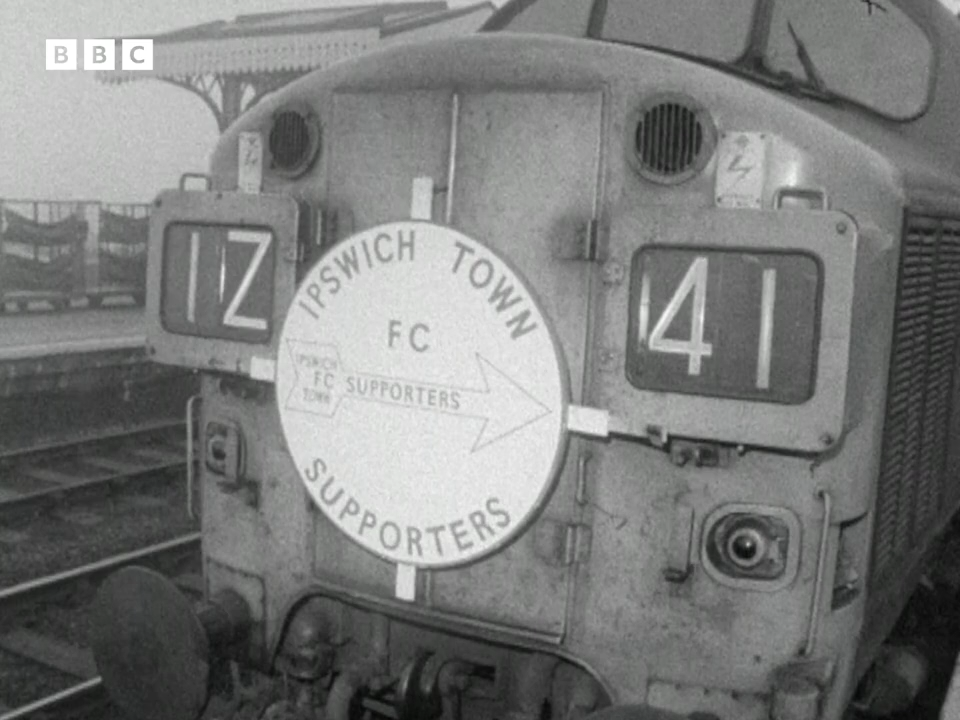 BBC
1Z
41
IPSWICH TOWN
FC
IPSWICH
FC
TOWN
SUPPORTERS
SUPPORTERS